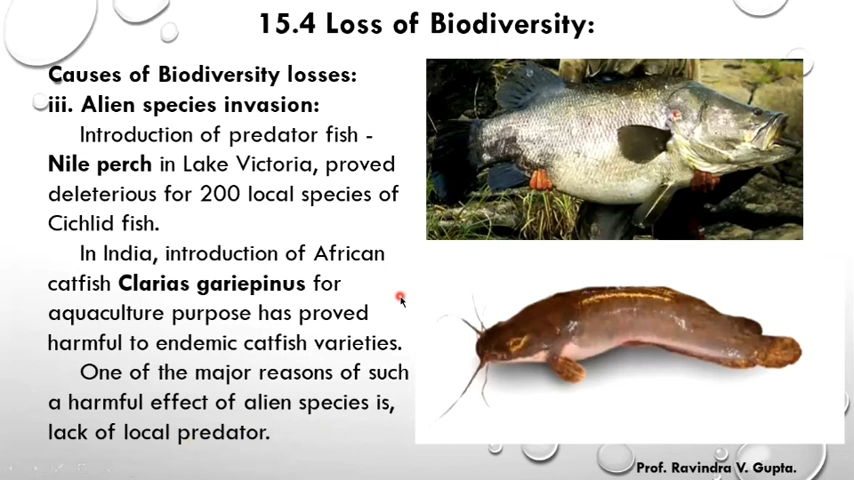 15.4 Loss of Biodiversity:
Causes of Biodiversity losses:
iii. Alien species invasion:
Introduction of predator fish -
Nile perch in Lake Victoria, proved
deleterious for 200 local species of
Cichlid fish.
In India, introduction of African
catfish Clarias gariepinus for
aquaculture purpose has proved
harmful to endemic catfish varieties.
One of the major reasons of such
a harmful effect of alien species is,
lack of local predator.
Prof. Ravindra V. Gupta.